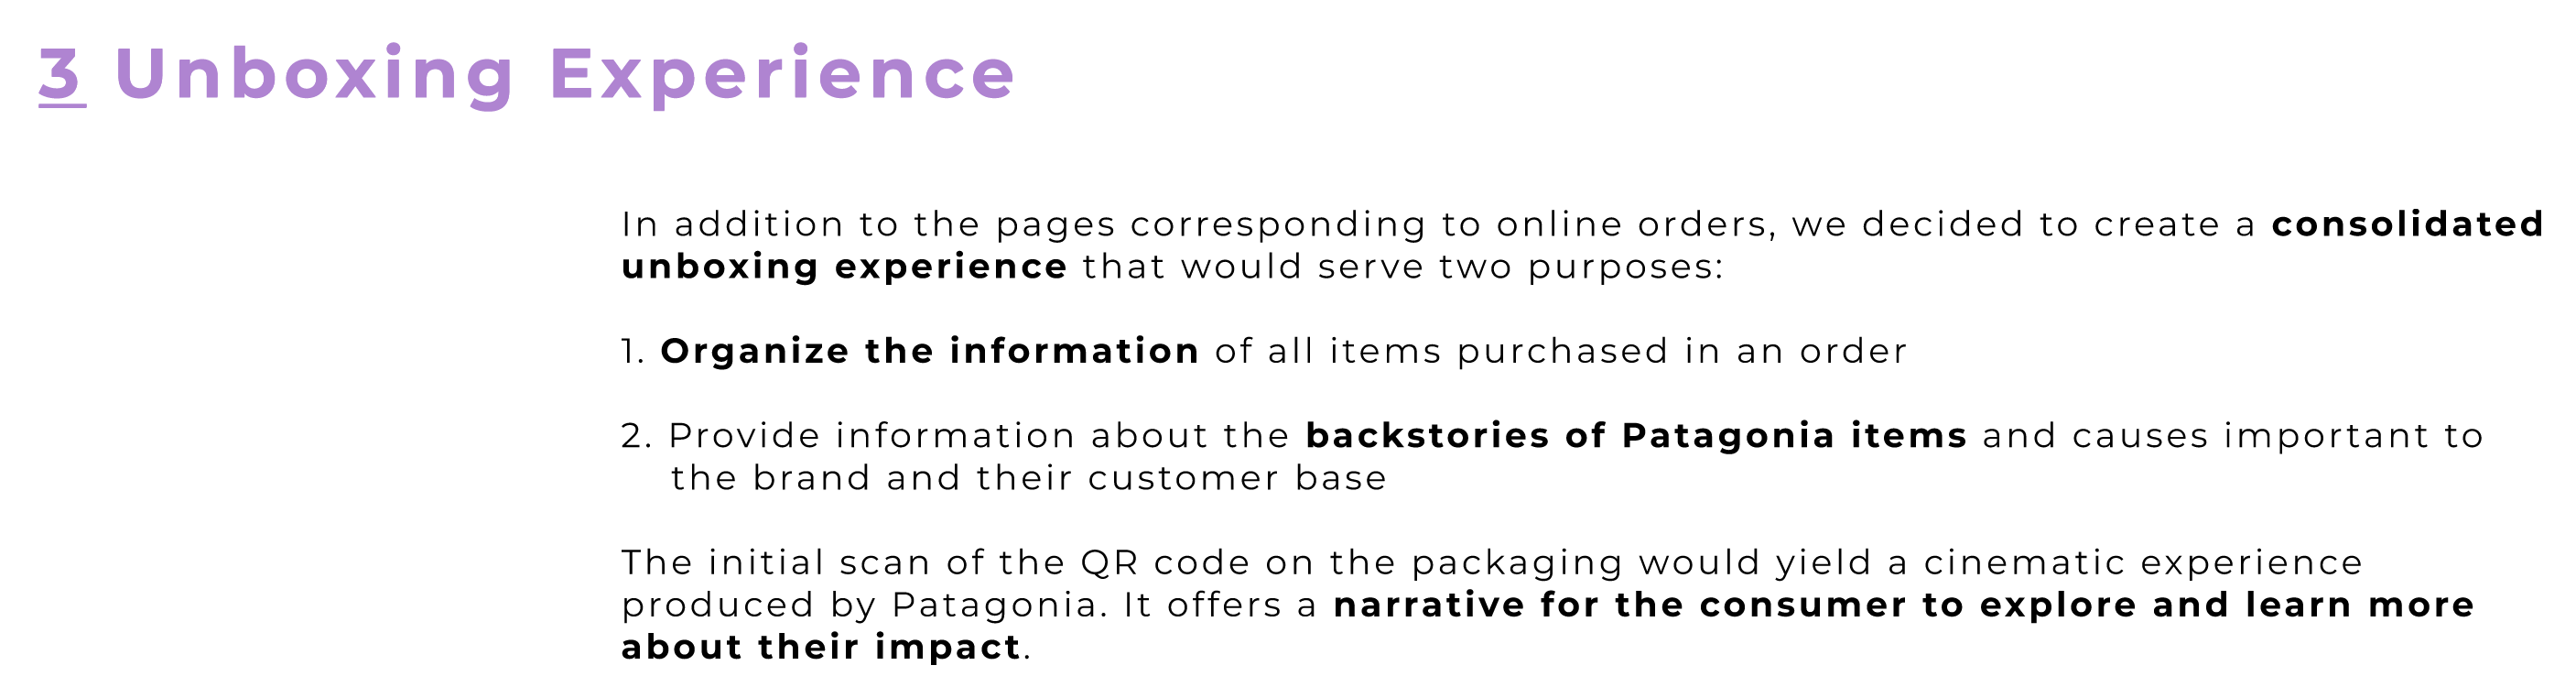 3 Unboxing Experience
In addition to the pages corresponding to online orders, we decided to create a consolidated
unboxing experience that would serve two purposes:
1. Organize the information of all items purchased in an order
2. Provide information about the backstories of Patagonia items and causes important to
the brand and their customer base
The initial scan of the QR code on the packaging would yield a cinematic experience
produced by Patagonia. It offers a narrative for the consumer to explore and learn more
about their impact.